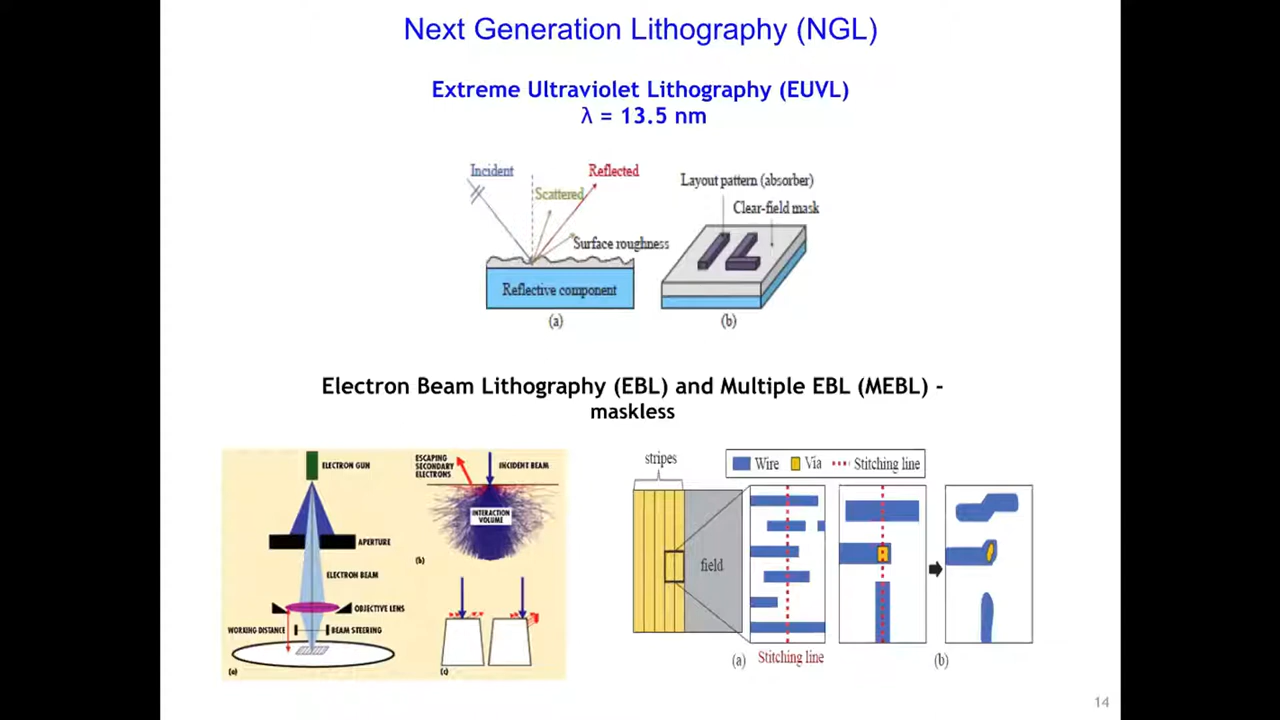 Next Generation Lithography (NGL)
Extreme Ultraviolet Lithography (EUVL)
λ = 13.5 nm
Incident
Reflected
Scattered
Surface roughness
Reflective component
(a)
Layout pattern (absorber)
Clear-field mask
(b)
Electron Beam Lithography (EBL) and Multiple EBL (MEBL) -
maskless
ELECTRON GUN
APERTURE
ELECTRON BEAM
OBJECTIVE LENS
WORKING DISTANCE
BEAM STEERING
(a)
ESCAPING
SECONDARY
ELECTRONS
INCIDENT BEAM
INTERACTION
VOLUME
(b)
(c)
stripes
Wire Via Stitching line
field
(a)
Stitching line
(b)
14